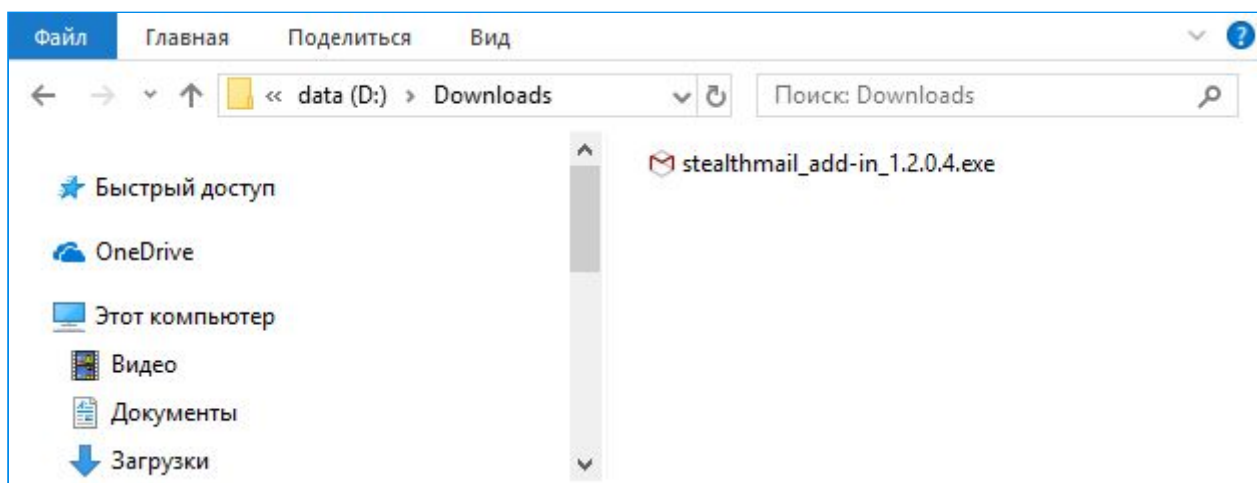 Файл Главная Поделиться Вид ?
« data (D:) › Downloads Поиск: Downloads
stealthmail_add-in_1.2.0.4.exe
Быстрый доступ
OneDrive
Этот компьютер
Видео
Документы
Загрузки